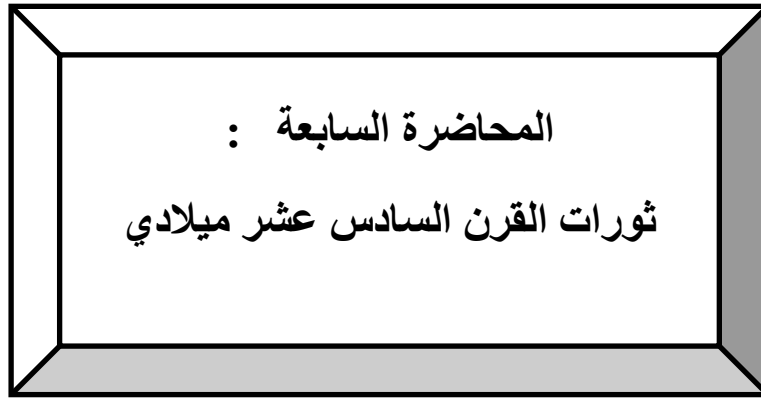 المحاضرة السابعة :
ثورات القرن السادس عشر ميلادي